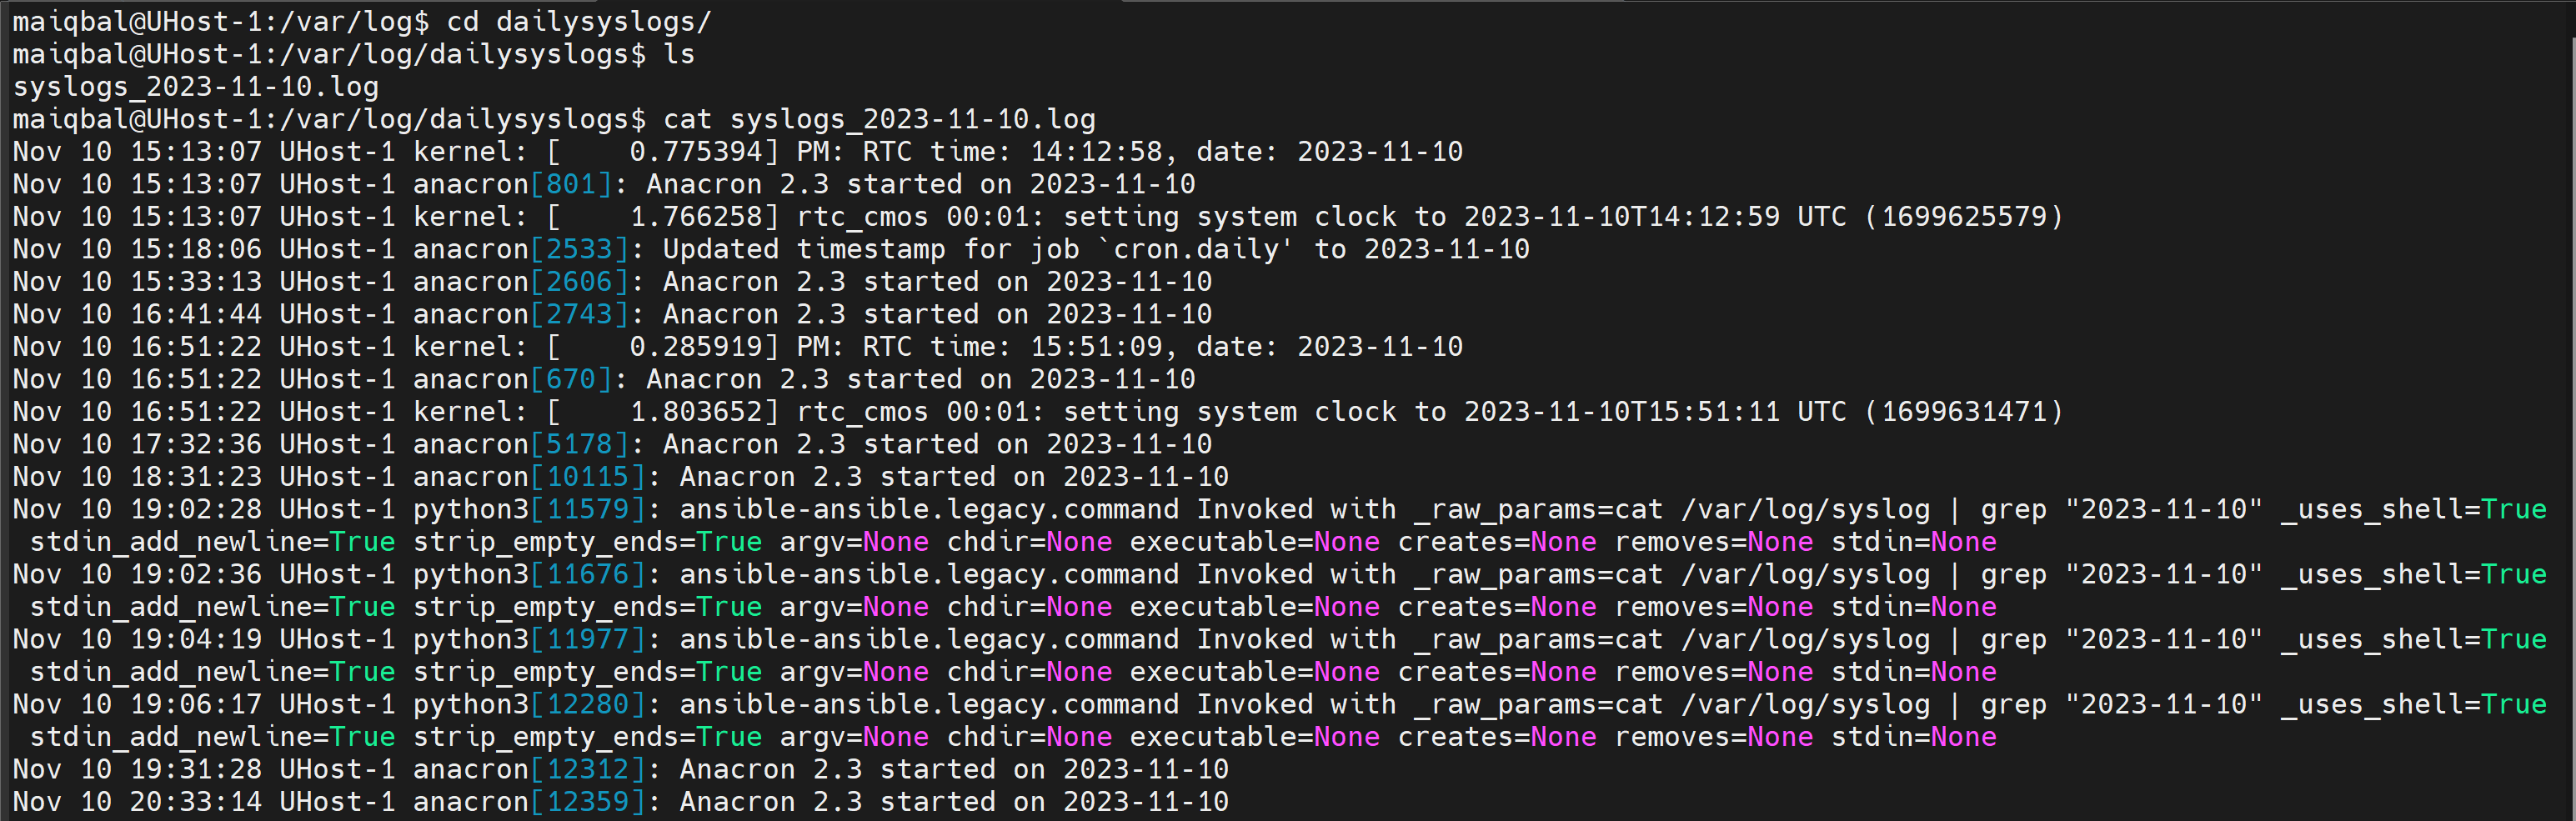 maiqbal@UHost-1:/var/log$ cd dailysyslogs/
maiqbal@UHost-1:/var/log/dailysyslogs$ ls
syslogs_2023-11-10.log
maiqbal@UHost-1:/var/log/dailysyslogs$ cat syslogs_2023-11-10.log
Nov 10 15:13:07 UHost-1 kernel: [    0.775394] PM: RTC time: 14:12:58, date: 2023-11-10
Nov 10 15:13:07 UHost-1 anacron[801]: Anacron 2.3 started on 2023-11-10
Nov 10 15:13:07 UHost-1 kernel: [    1.766258] rtc_cmos 00:01: setting system clock to 2023-11-10T14:12:59 UTC (1699625579)
Nov 10 15:18:06 UHost-1 anacron[2533]: Updated timestamp for job `cron.daily' to 2023-11-10
Nov 10 15:33:13 UHost-1 anacron[2606]: Anacron 2.3 started on 2023-11-10
Nov 10 16:41:44 UHost-1 anacron[2743]: Anacron 2.3 started on 2023-11-10
Nov 10 16:51:22 UHost-1 kernel: [    0.285919] PM: RTC time: 15:51:09, date: 2023-11-10
Nov 10 16:51:22 UHost-1 anacron[670]: Anacron 2.3 started on 2023-11-10
Nov 10 16:51:22 UHost-1 kernel: [    1.803652] rtc_cmos 00:01: setting system clock to 2023-11-10T15:51:11 UTC (1699631471)
Nov 10 17:32:36 UHost-1 anacron[5178]: Anacron 2.3 started on 2023-11-10
Nov 10 18:31:23 UHost-1 anacron[10115]: Anacron 2.3 started on 2023-11-10
Nov 10 19:02:28 UHost-1 python3[11579]: ansible-ansible.legacy.command Invoked with _raw_params=cat /var/log/syslog | grep "2023-11-10" _uses_shell=True
 stdin_add_newline=True strip_empty_ends=True argv=None chdir=None executable=None creates=None removes=None stdin=None
Nov 10 19:02:36 UHost-1 python3[11676]: ansible-ansible.legacy.command Invoked with _raw_params=cat /var/log/syslog | grep "2023-11-10" _uses_shell=True
 stdin_add_newline=True strip_empty_ends=True argv=None chdir=None executable=None creates=None removes=None stdin=None
Nov 10 19:04:19 UHost-1 python3[11977]: ansible-ansible.legacy.command Invoked with _raw_params=cat /var/log/syslog | grep "2023-11-10" _uses_shell=True
 stdin_add_newline=True strip_empty_ends=True argv=None chdir=None executable=None creates=None removes=None stdin=None
Nov 10 19:06:17 UHost-1 python3[12280]: ansible-ansible.legacy.command Invoked with _raw_params=cat /var/log/syslog | grep "2023-11-10" _uses_shell=True
 stdin_add_newline=True strip_empty_ends=True argv=None chdir=None executable=None creates=None removes=None stdin=None
Nov 10 19:31:28 UHost-1 anacron[12312]: Anacron 2.3 started on 2023-11-10
Nov 10 20:33:14 UHost-1 anacron[12359]: Anacron 2.3 started on 2023-11-10